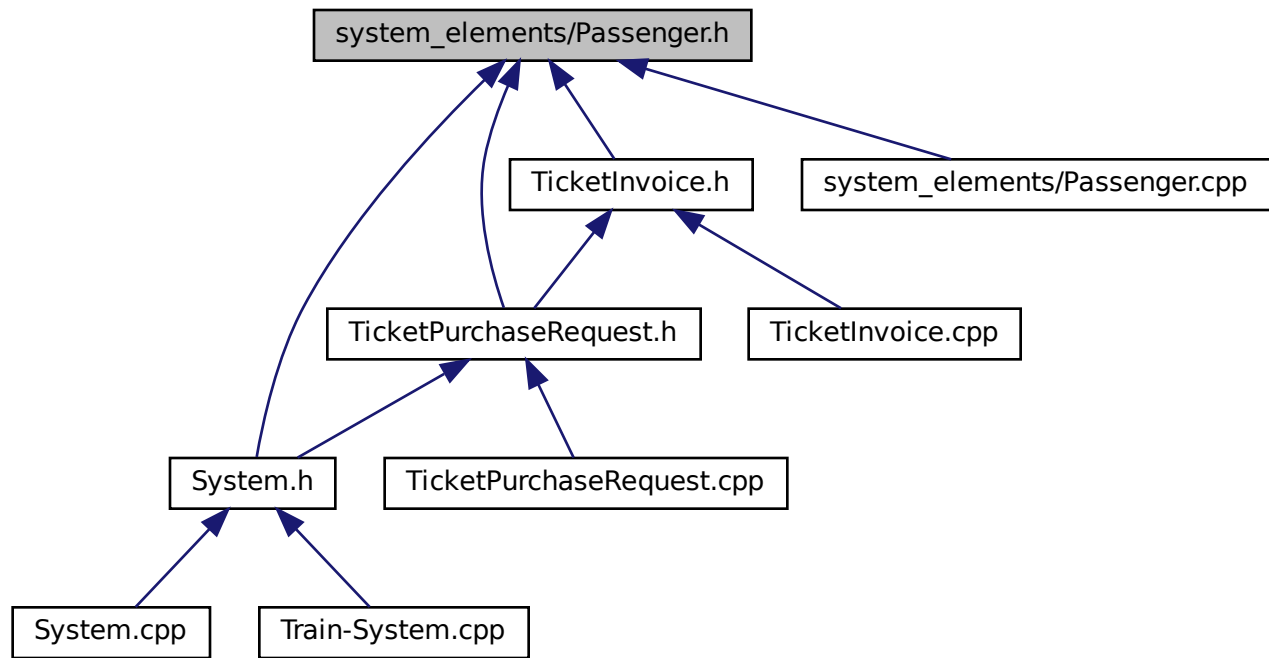 system_elements/Passenger.h
TicketInvoice.h
system_elements/Passenger.cpp
TicketPurchaseRequest.h
TicketInvoice.cpp
System.h
TicketPurchaseRequest.cpp
System.cpp
Train-System.cpp